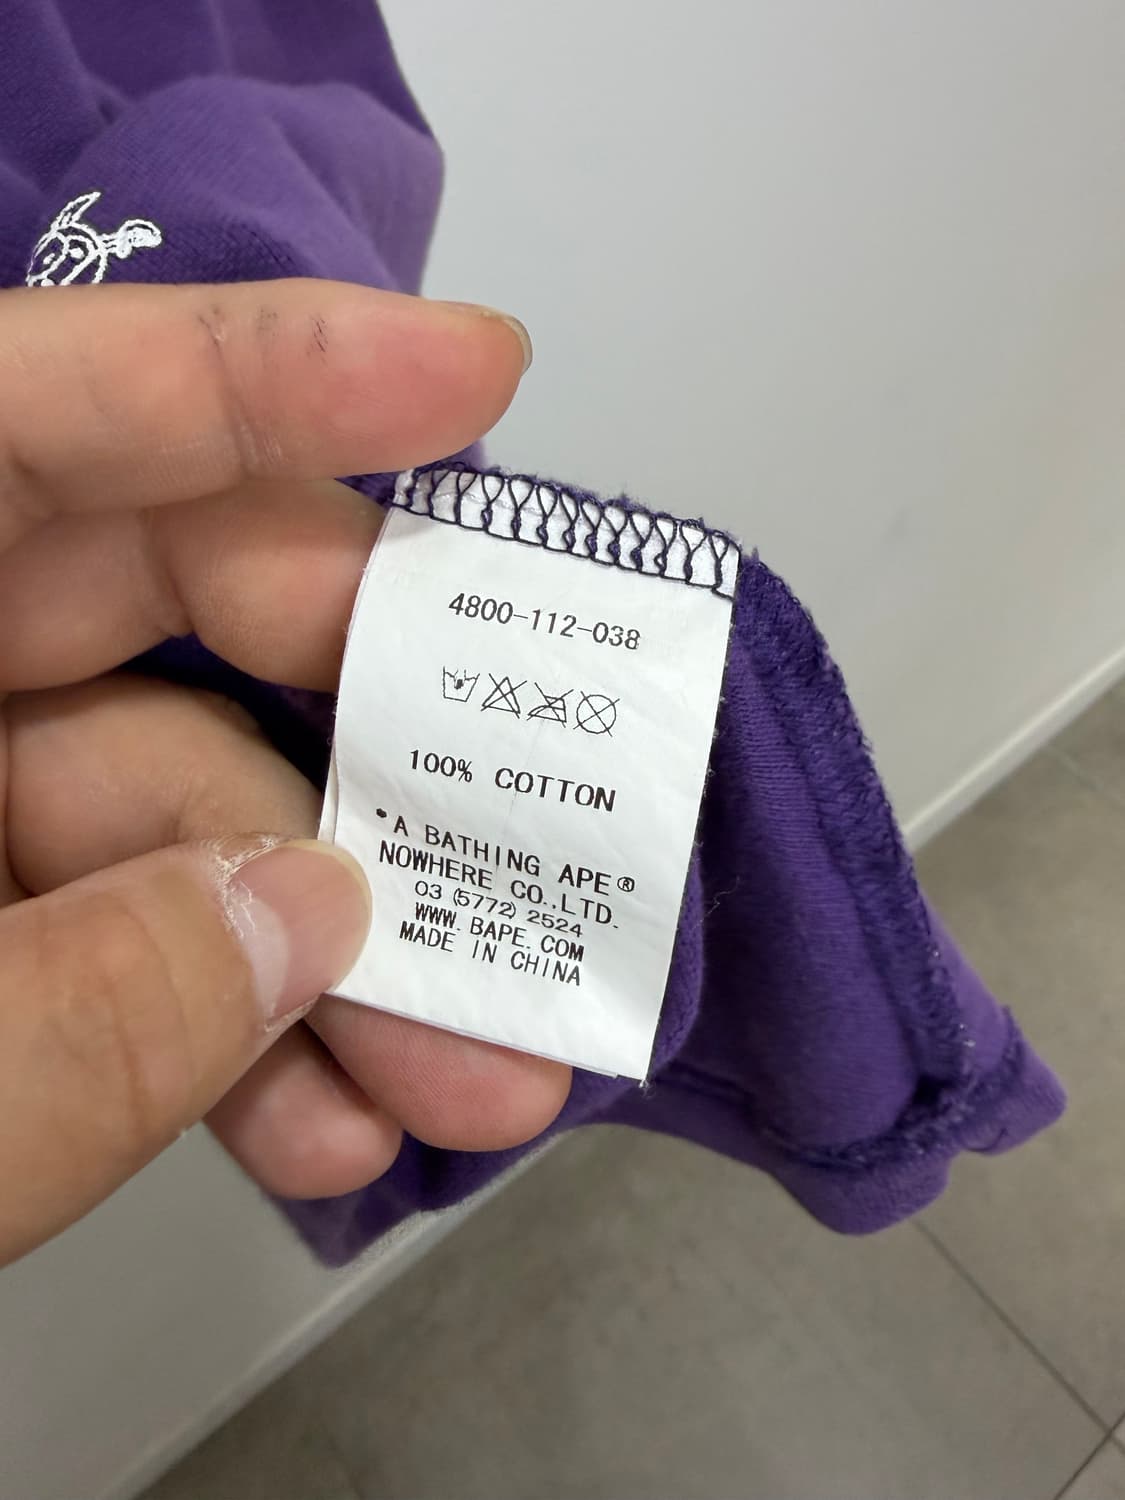 4800-112-038
100% COTTON
*A BATHING APE®
NOWHERE CO.,LTD.
03 (5772) 2524
WWW. BAPE. COM
MADE IN CHINA